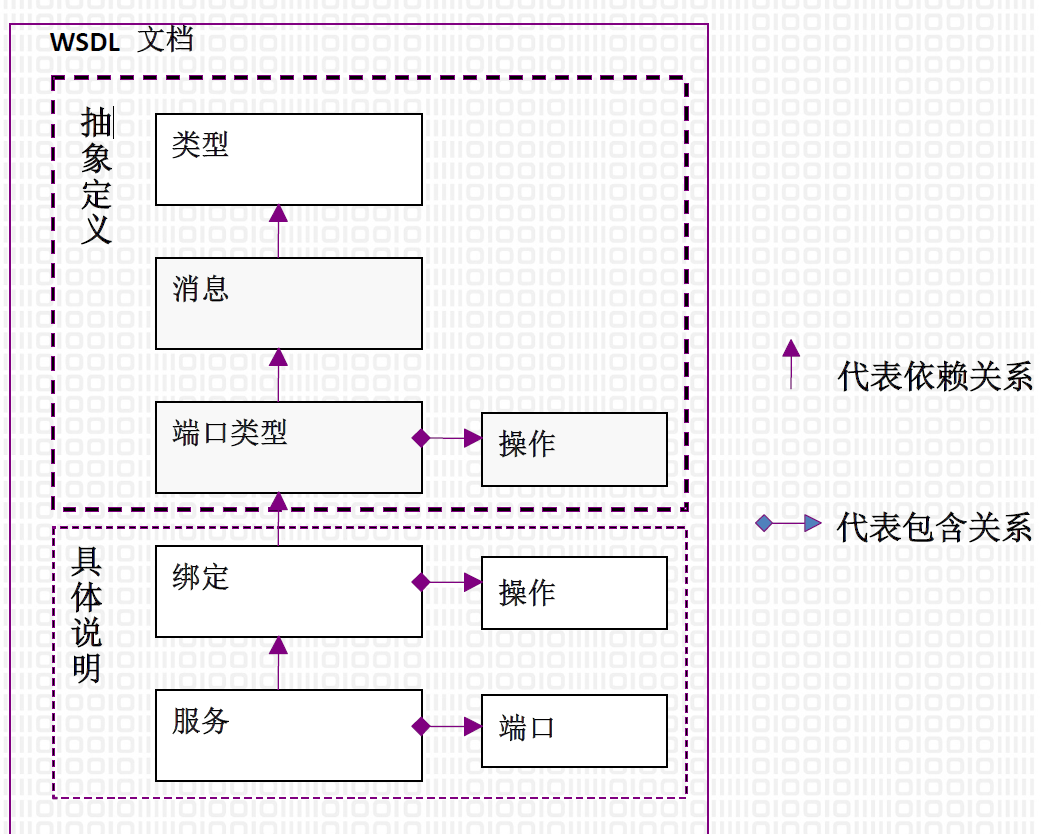 WSDL 文档
抽象定义
类型
消息
端口类型
操作
代表依赖关系
代表包含关系
具体说明
绑定
操作
服务
端口